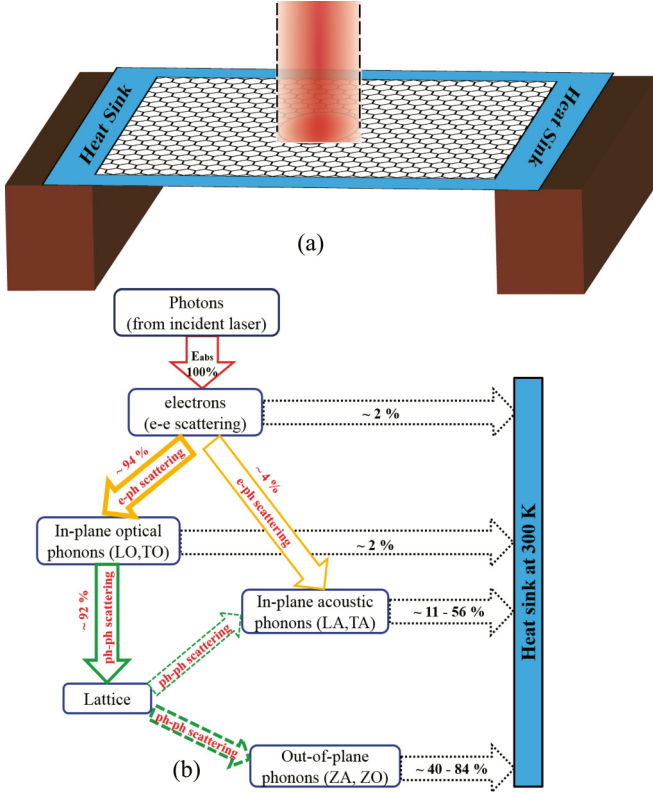 Heat Sink
Heat Sink
(a)
Photons
(from incident laser)
Eabs
100%
electrons
(e-e scattering)
~ 2 %
~ 94 %
e-ph scattering
~4 %
e-ph scattering
In-plane optical
phonons (LO,TO)
~ 2 %
~ 92 %
ph-ph scattering
In-plane acoustic
phonons (LA,TA)
~ 11 - 56 %
ph-ph scattering
Lattice
ph-ph scattering
Out-of-plane
phonons (ZA, ZO)
~ 40 - 84 %
Heat sink at 300 K
(b)